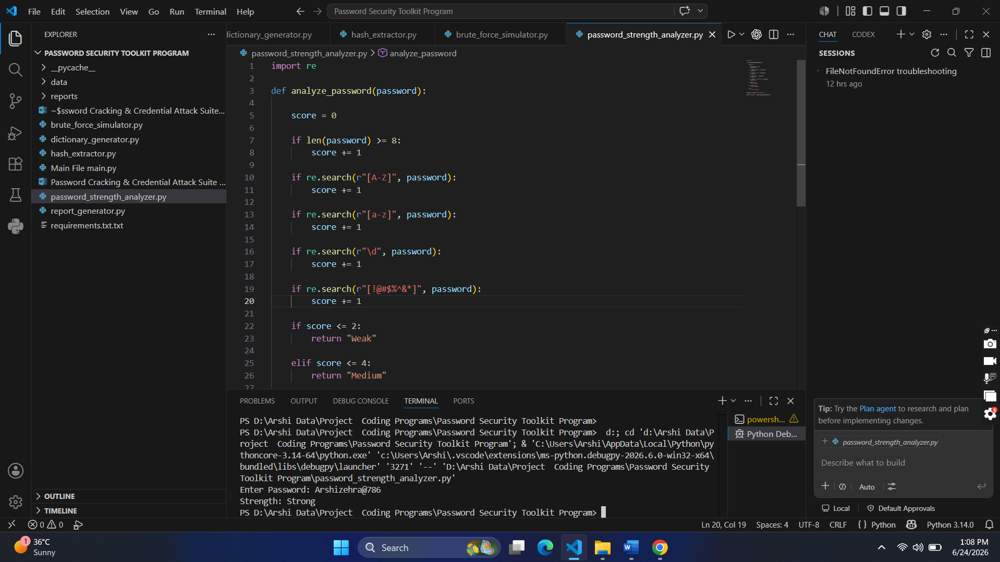 File Edit Selection View Go Run Terminal Help
Password Security Toolkit Program
EXPLORER
PASSWORD SECURITY TOOLKIT PROGRAM
__pycache__
data
reports
~$ssword Cracking & Credential Attack Suite...
brute_force_simulator.py
dictionary_generator.py
hash_extractor.py
Main File main.py
Password Cracking & Credential Attack Suite ...
password_strength_analyzer.py
report_generator.py
requirements.txt.txt
OUTLINE
TIMELINE
dictionary_generator.py hash_extractor.py brute_force_simulator.py password_strength_analyzer.py
password_strength_analyzer.py > analyze_password
1 import re
2
3 def analyze_password(password):
4
5 score = 0
6
7 if len(password) >= 8:
8 score += 1
9
10 if re.search(r"[A-Z]", password):
11 score += 1
12
13 if re.search(r"[a-z]", password):
14 score += 1
15
16 if re.search(r"\d", password):
17 score += 1
18
19 if re.search(r"[!@#$%^&*]", password):
20 score += 1
21
22 if score <= 2:
23 return "Weak"
24
25 elif score <= 4:
26 return "Medium"
27
PROBLEMS OUTPUT DEBUG CONSOLE TERMINAL PORTS
PS D:\Arshi Data\Project  Coding Programs\Password Security Toolkit Program>
PS D:\Arshi Data\Project  Coding Programs\Password Security Toolkit Program>  d:; cd 'd:\Arshi Data\P
roject  Coding Programs\Password Security Toolkit Program'; & 'C:\Users\Arshi\AppData\Local\Python\py
thoncore-3.14-64\python.exe' 'c:\Users\Arshi\.vscode\extensions\ms-python.debugpy-2026.6.0-win32-x64\
bundled\libs\debugpy\launcher' '3271' '--' 'D:\Arshi Data\Project  Coding Programs\Password Security
Toolkit Program\password_strength_analyzer.py'
Enter Password: Arshizehra@786
Strength: Strong
PS D:\Arshi Data\Project  Coding Programs\Password Security Toolkit Program>
powersh...
Python Deb...
CHAT CODEX
SESSIONS
FileNotFoundError troubleshooting
12 hrs ago
Tip: Try the Plan agent to research and plan
before implementing changes.
password_strength_analyzer.py
Describe what to build
Auto
Local Default Approvals
5
0 0
Ln 20, Col 19 Spaces: 4 UTF-8 CRLF {} Python Python 3.14.0
1
36°C
Sunny
Search
1:08 PM
6/24/2026